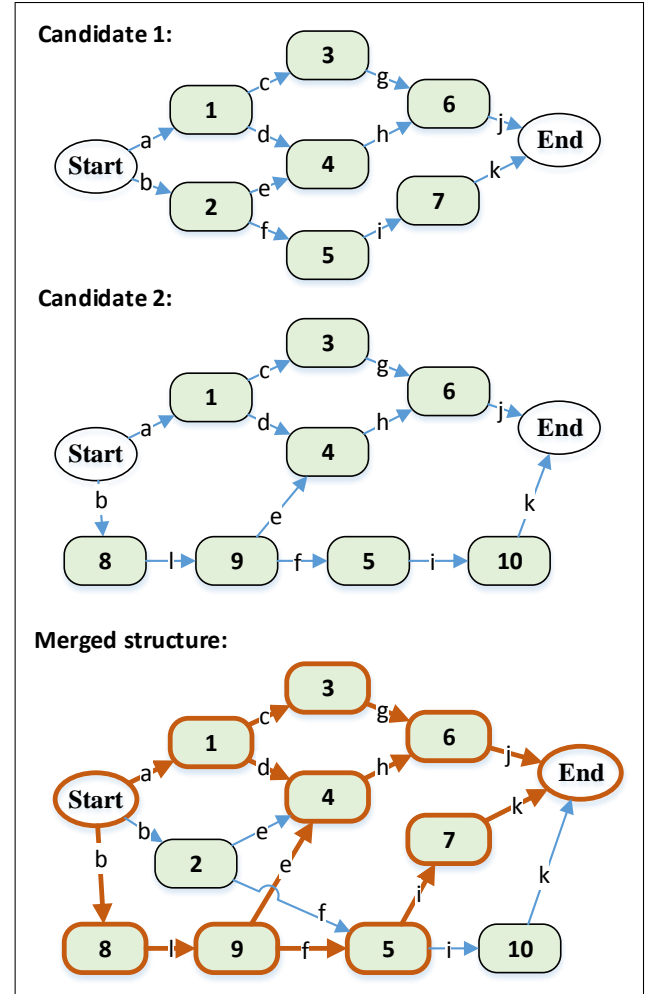 Candidate 1:
3
c
g
1
6
a
d
h
j
Start
4
End
b
e
k
2
7
f
i
5
Candidate 2:
3
c
g
1
6
a
d
h
j
Start
4
End
b
e
k
8
l
9
f
5
i
10
Merged structure:
3
c
g
1
6
a
d
h
j
Start
4
End
b
e
k
b
2
e
7
k
f
i
8
l
9
f
5
i
10